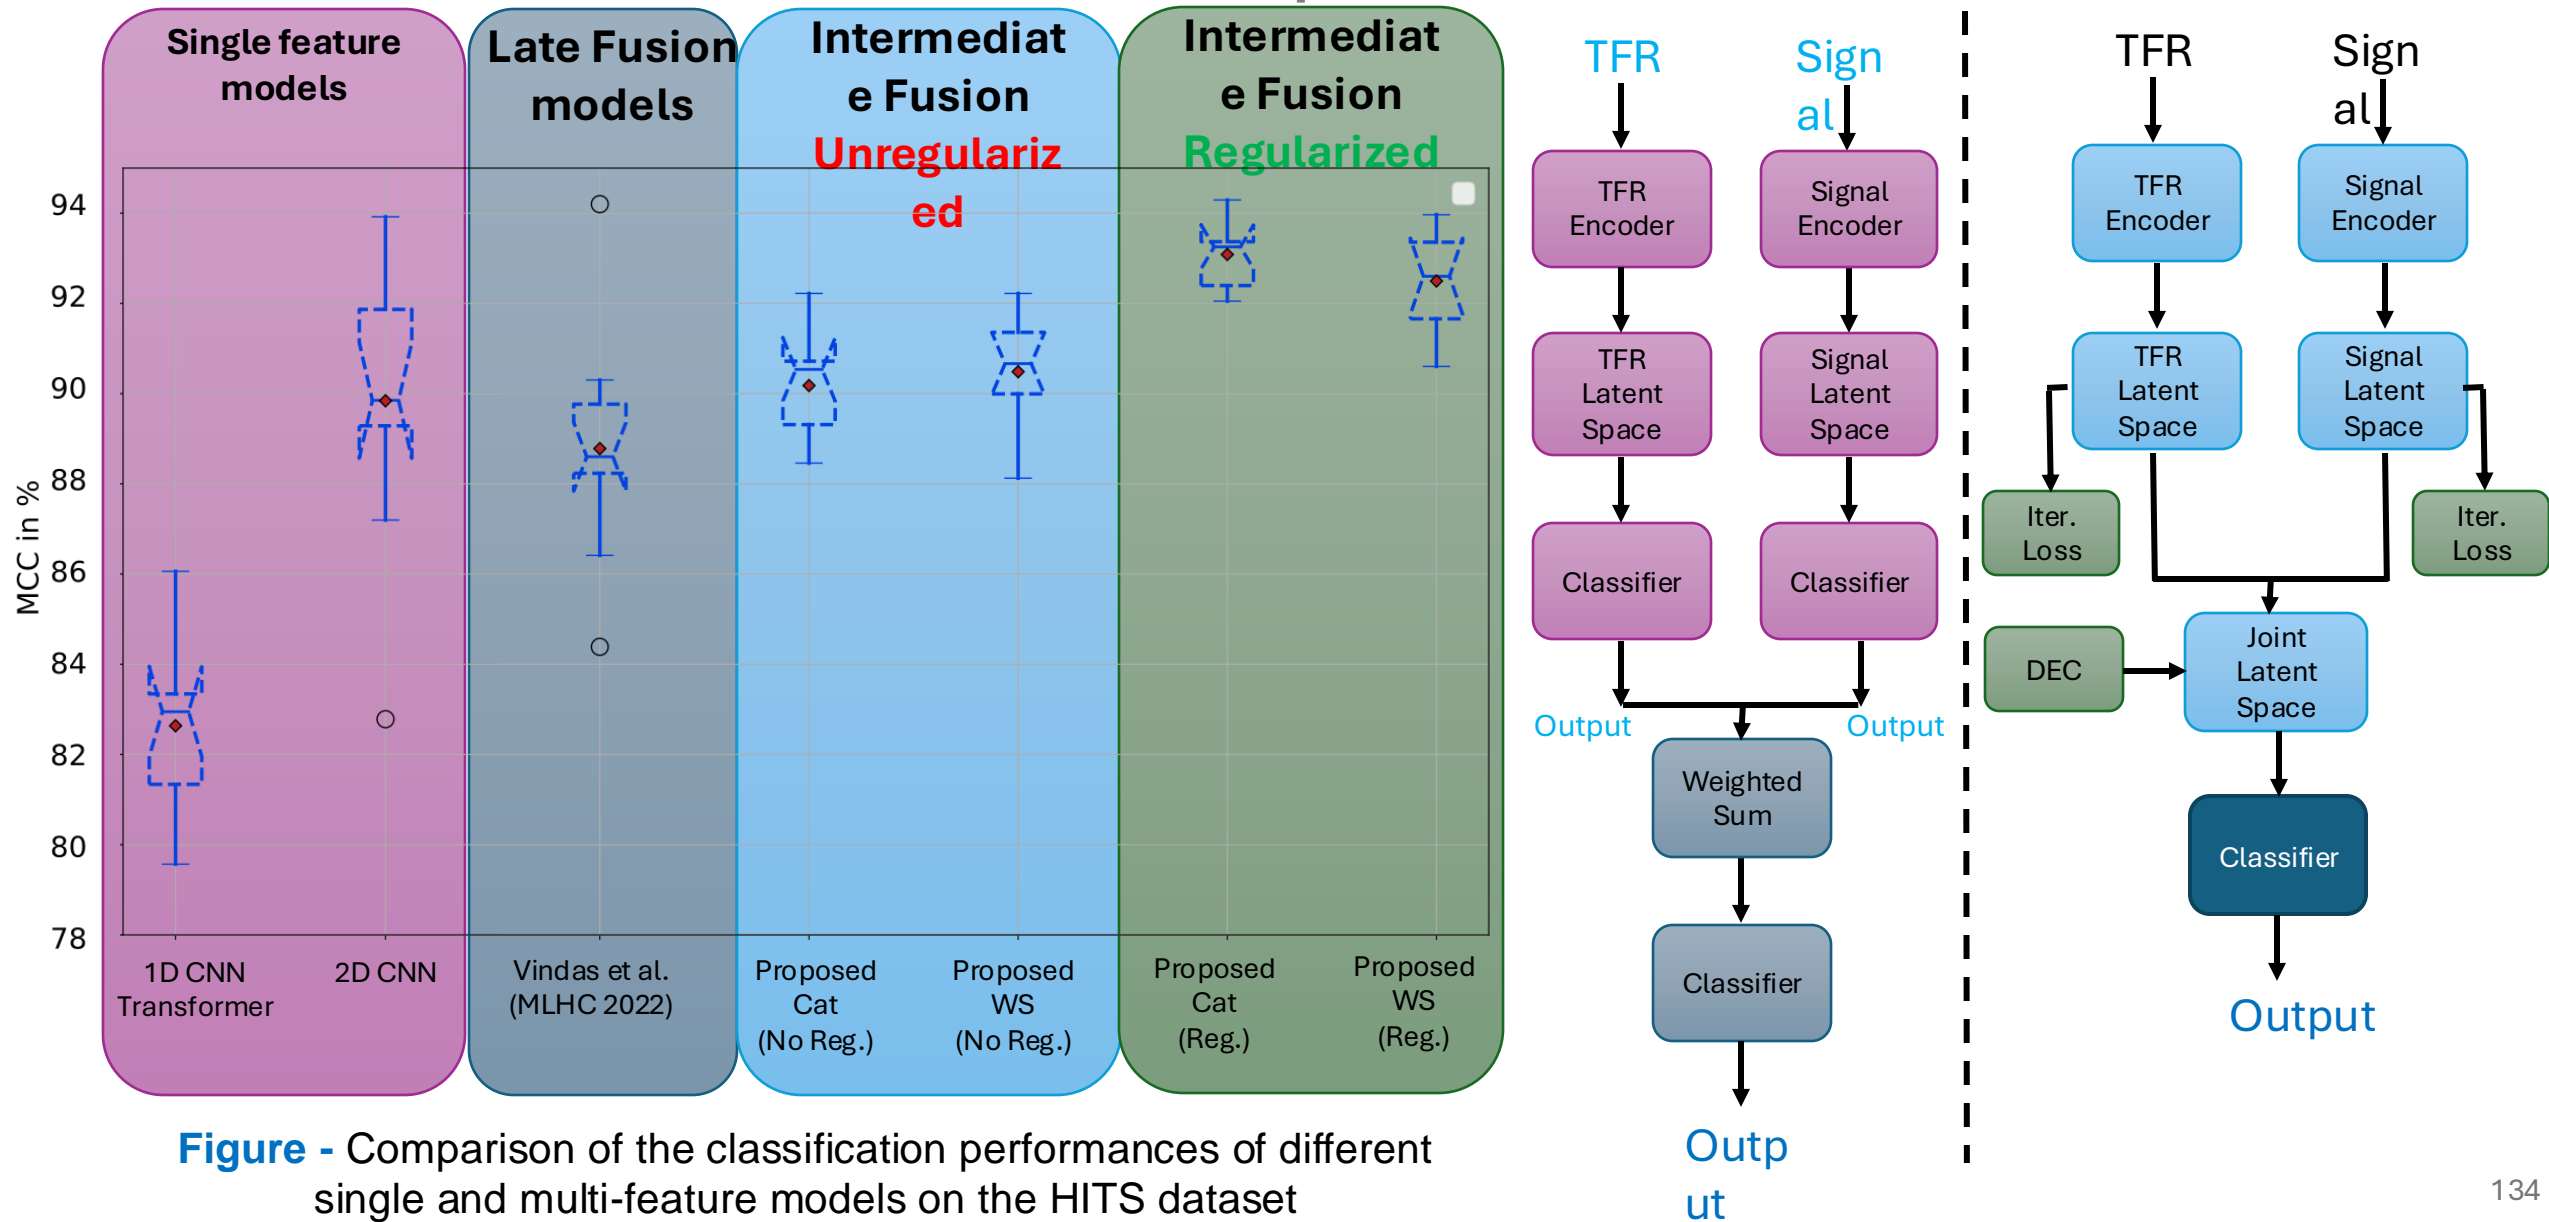 Single feature
models
Late Fusion
models
Intermediat
e Fusion
Unregulariz
ed
Intermediat
e Fusion
Regularized
94
92
90
88
86
84
82
80
78
MCC in %
1D CNN
Transformer
2D CNN
Vindas et al.
(MLHC 2022)
Proposed
Cat
(No Reg.)
Proposed
WS
(No Reg.)
Proposed
Cat
(Reg.)
Proposed
WS
(Reg.)
Figure - Comparison of the classification performances of different
single and multi-feature models on the HITS dataset
TFR
Sign
al
TFR
Encoder
Signal
Encoder
TFR
Latent
Space
Signal
Latent
Space
Classifier
Classifier
Output
Output
Weighted
Sum
Classifier
Outp
ut
TFR
Sign
al
TFR
Encoder
Signal
Encoder
TFR
Latent
Space
Signal
Latent
Space
Iter.
Loss
Iter.
Loss
DEC
Joint
Latent
Space
Classifier
Output
134